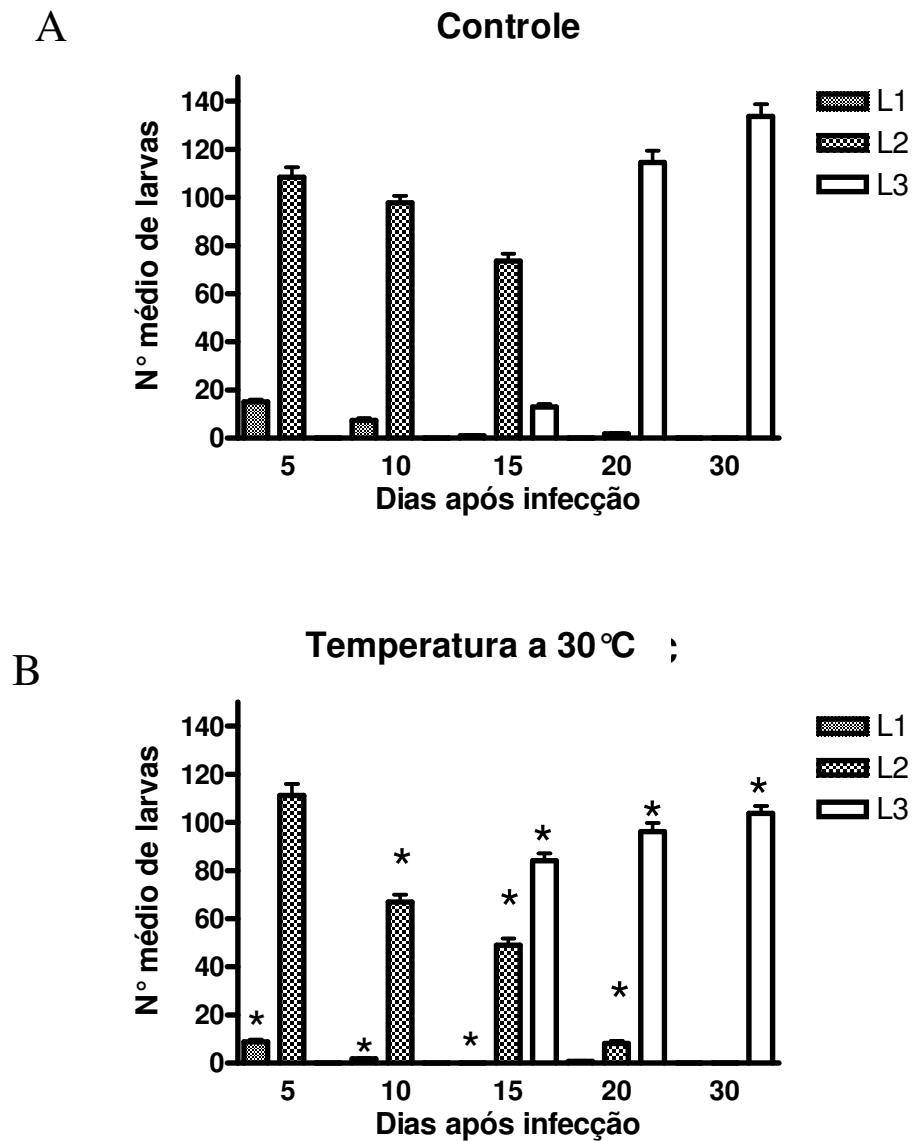 A
Controle
N° médio de larvas
140
120
100
80
60
40
20
0
5 10 15 20 30
Dias após infecção
L1
L2
L3
B
Temperatura a 30°C
N° médio de larvas
140
120
100
80
60
40
20
0
* * * * * * * * *
5 10 15 20 30
Dias após infecção
L1
L2
L3